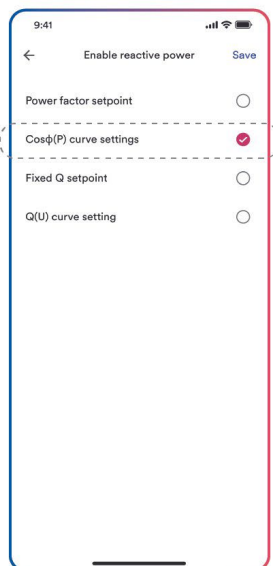 9:41
Enable reactive power Save
Power factor setpoint
Cosϕ(P) curve settings
Fixed Q setpoint
Q(U) curve setting